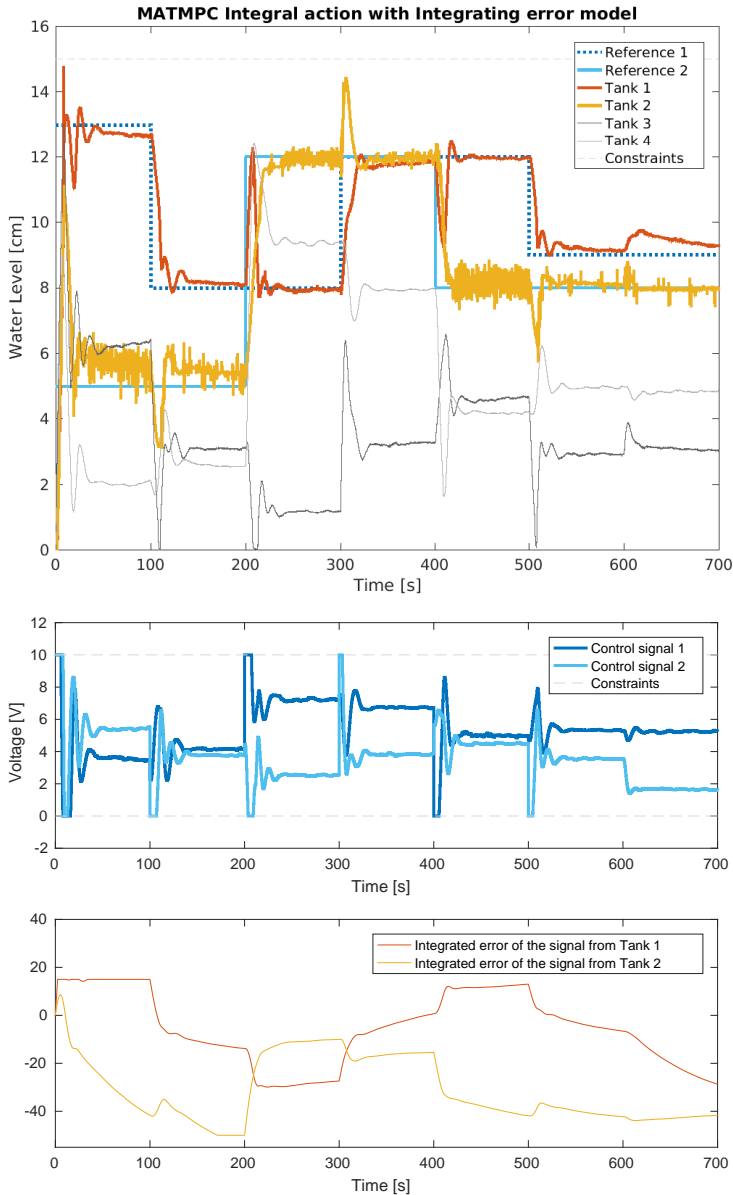 MATMPC Integral action with Integrating error model
16
14
12
10
8
6
4
2
0
Water Level [cm]
Reference 1
Reference 2
Tank 1
Tank 2
Tank 3
Tank 4
Constraints
0 100 200 300 400 500 600 700
Time [s]
12
10
8
6
4
2
0
-2
Voltage [V]
Control signal 1
Control signal 2
Constraints
0 100 200 300 400 500 600 700
Time [s]
40
20
0
-20
-40
Integrated error of the signal from Tank 1
Integrated error of the signal from Tank 2
0 100 200 300 400 500 600 700
Time [s]